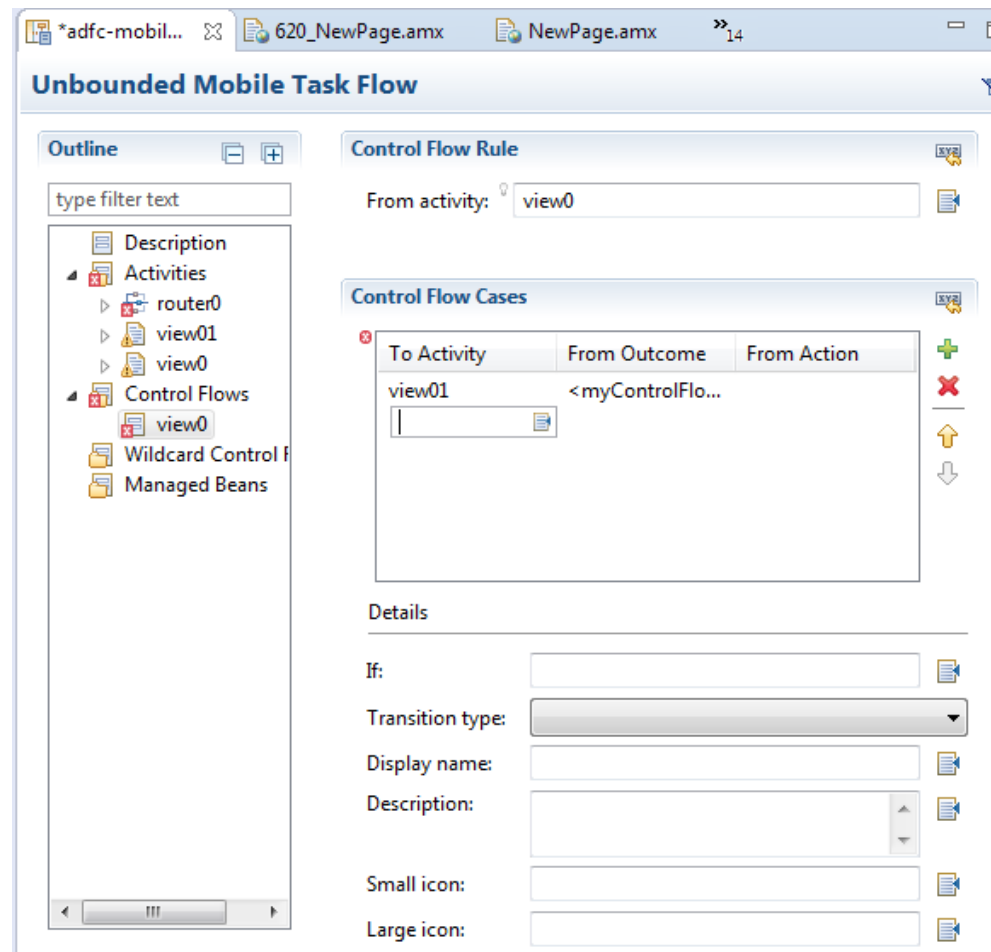 *adfc-mobil... 620_NewPage.amx NewPage.amx »14
Unbounded Mobile Task Flow
Outline
type filter text
Description
Activities
router0
view01
view0
Control Flows
view0
Wildcard Control F
Managed Beans
Control Flow Rule
From activity: view0
Control Flow Cases
To Activity From Outcome From Action
view01 <myControlFlo...
Details
If:
Transition type:
Display name:
Description:
Small icon:
Large icon: